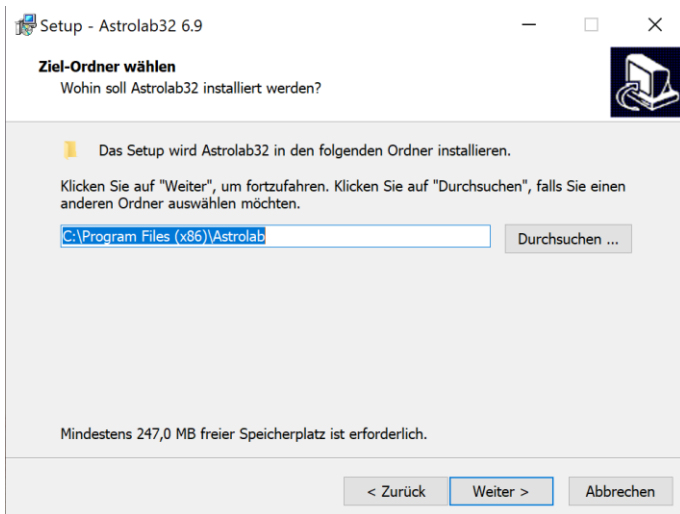 Setup - Astrolab32 6.9
Ziel-Ordner wählen
Wohin soll Astrolab32 installiert werden?
Das Setup wird Astrolab32 in den folgenden Ordner installieren.
Klicken Sie auf "Weiter", um fortzufahren. Klicken Sie auf "Durchsuchen", falls Sie einen
anderen Ordner auswählen möchten.
C:\Program Files (x86)\Astrolab
Durchsuchen ...
Mindestens 247,0 MB freier Speicherplatz ist erforderlich.
< Zurück Weiter > Abbrechen